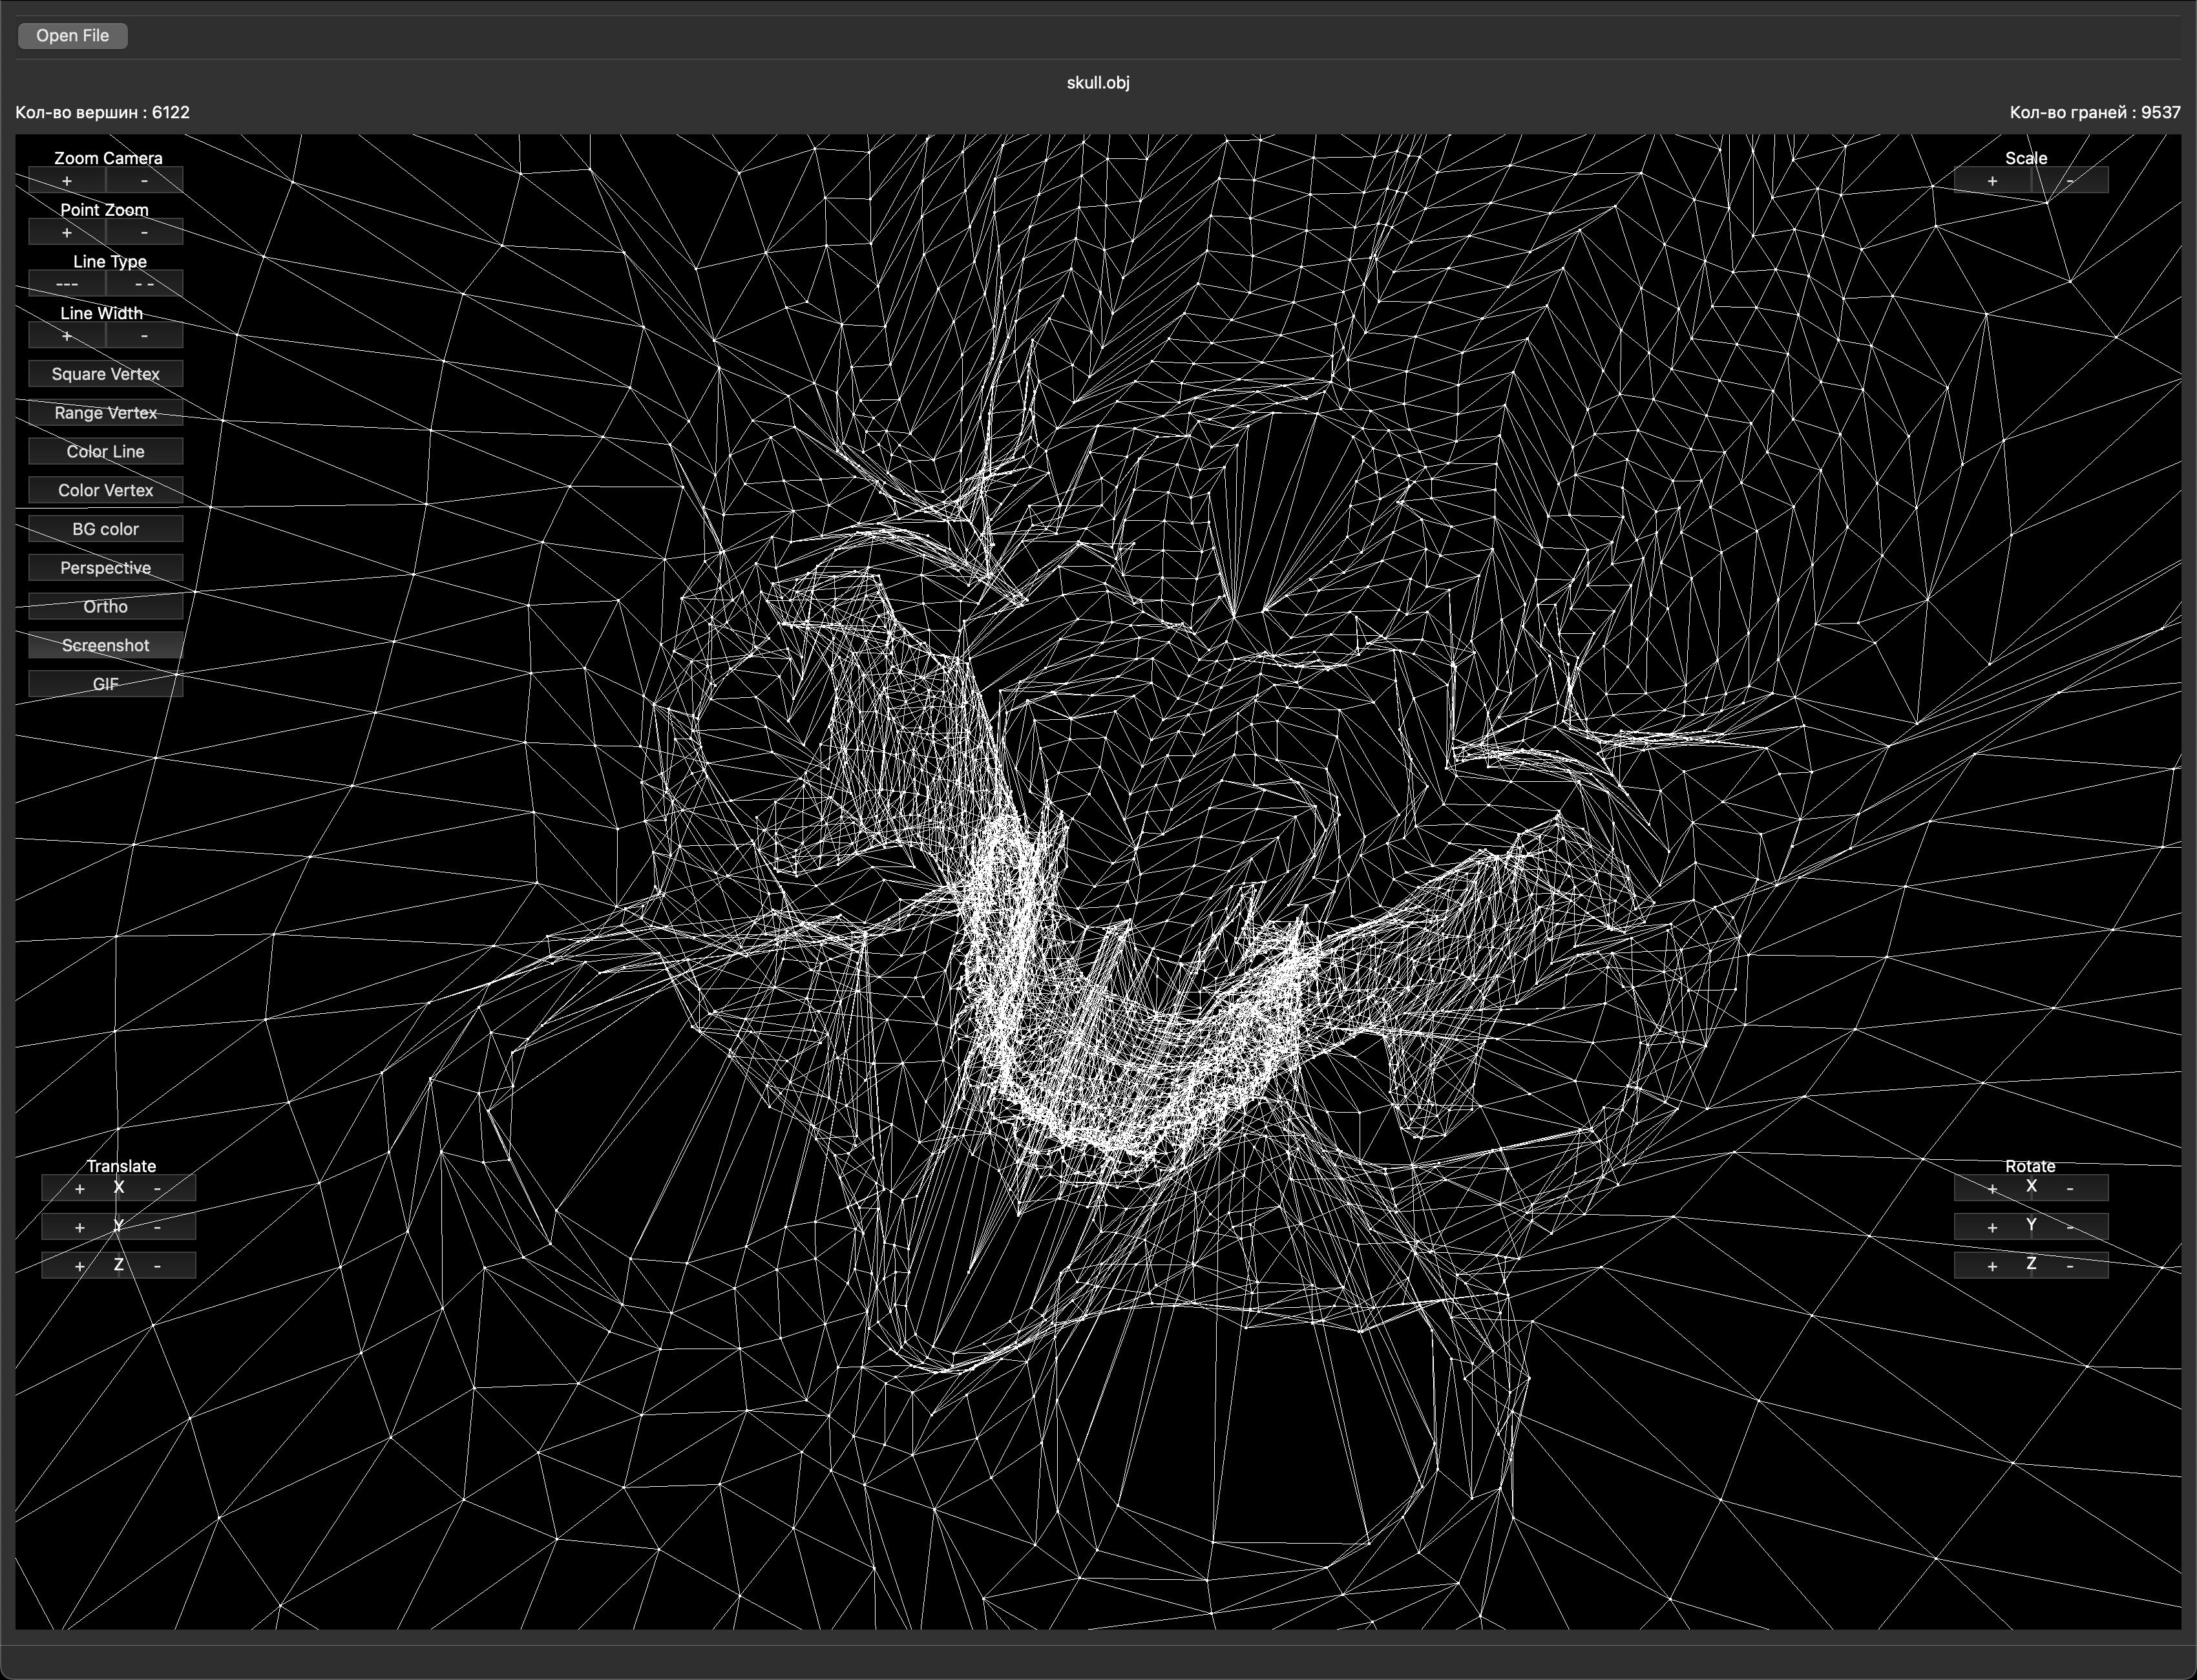 Open File
skull.obj
Кол-во вершин : 6122
Кол-во граней : 9537
Zoom Camera
+ -
Point Zoom
+ -
Line Type
--- - -
Line Width
+ -
Square Vertex
Range Vertex
Color Line
Color Vertex
BG color
Perspective
Ortho
Screenshot
GIF
Scale
+ -
Translate
+ X -
+ Y -
+ Z -
Rotate
+ X -
+ Y -
+ Z -